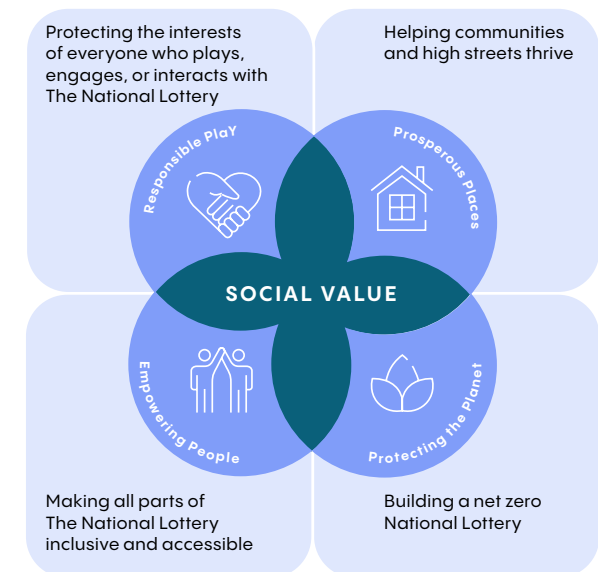 Protecting the interests
of everyone who plays,
engages, or interacts with
The National Lottery
Helping communities
and high streets thrive
Responsible PlaY
Prosperous Places
SOCIAL VALUE
Empowering People
Protecting the Planet
Making all parts of
The National Lottery
inclusive and accessible
Building a net zero
National Lottery